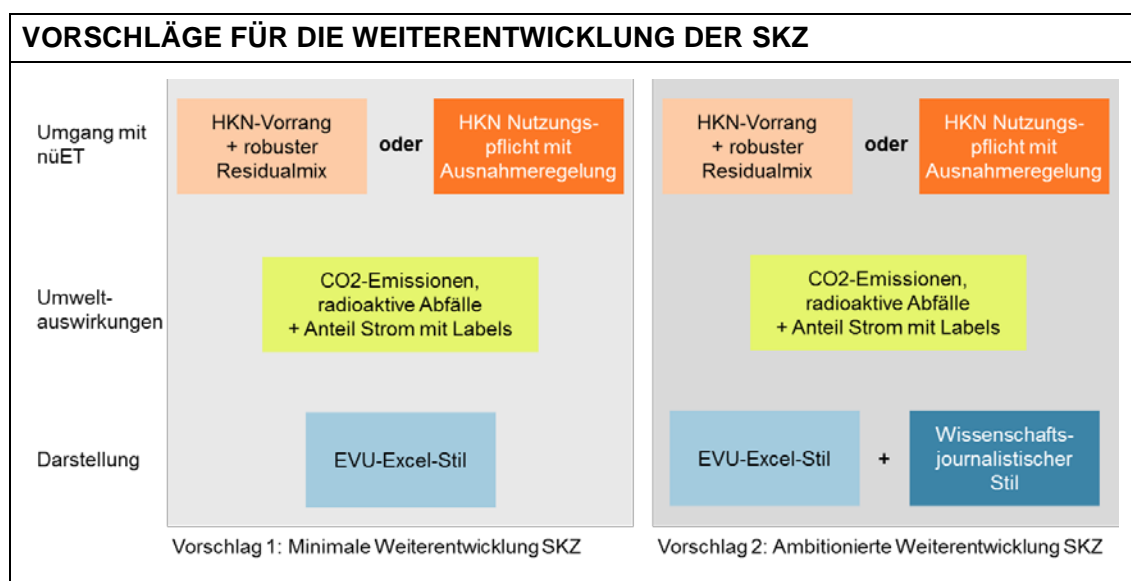 VORSCHLÄGE FÜR DIE WEITERENTWICKLUNG DER SKZ
Umgang mit
nüET
HKN-Vorrang
+ robuster
Residualmix
oder
HKN Nutzungs-
pflicht mit
Ausnahmeregelung
HKN-Vorrang
+ robuster
Residualmix
oder
HKN Nutzungs-
pflicht mit
Ausnahmeregelung
Umwelt-
auswirkungen
CO2-Emissionen,
radioaktive Abfälle
+ Anteil Strom mit Labels
CO2-Emissionen,
radioaktive Abfälle
+ Anteil Strom mit Labels
Darstellung
EVU-Excel-Stil
EVU-Excel-Stil
+
Wissenschafts-
journalistischer
Stil
Vorschlag 1: Minimale Weiterentwicklung SKZ
Vorschlag 2: Ambitionierte Weiterentwicklung SKZ